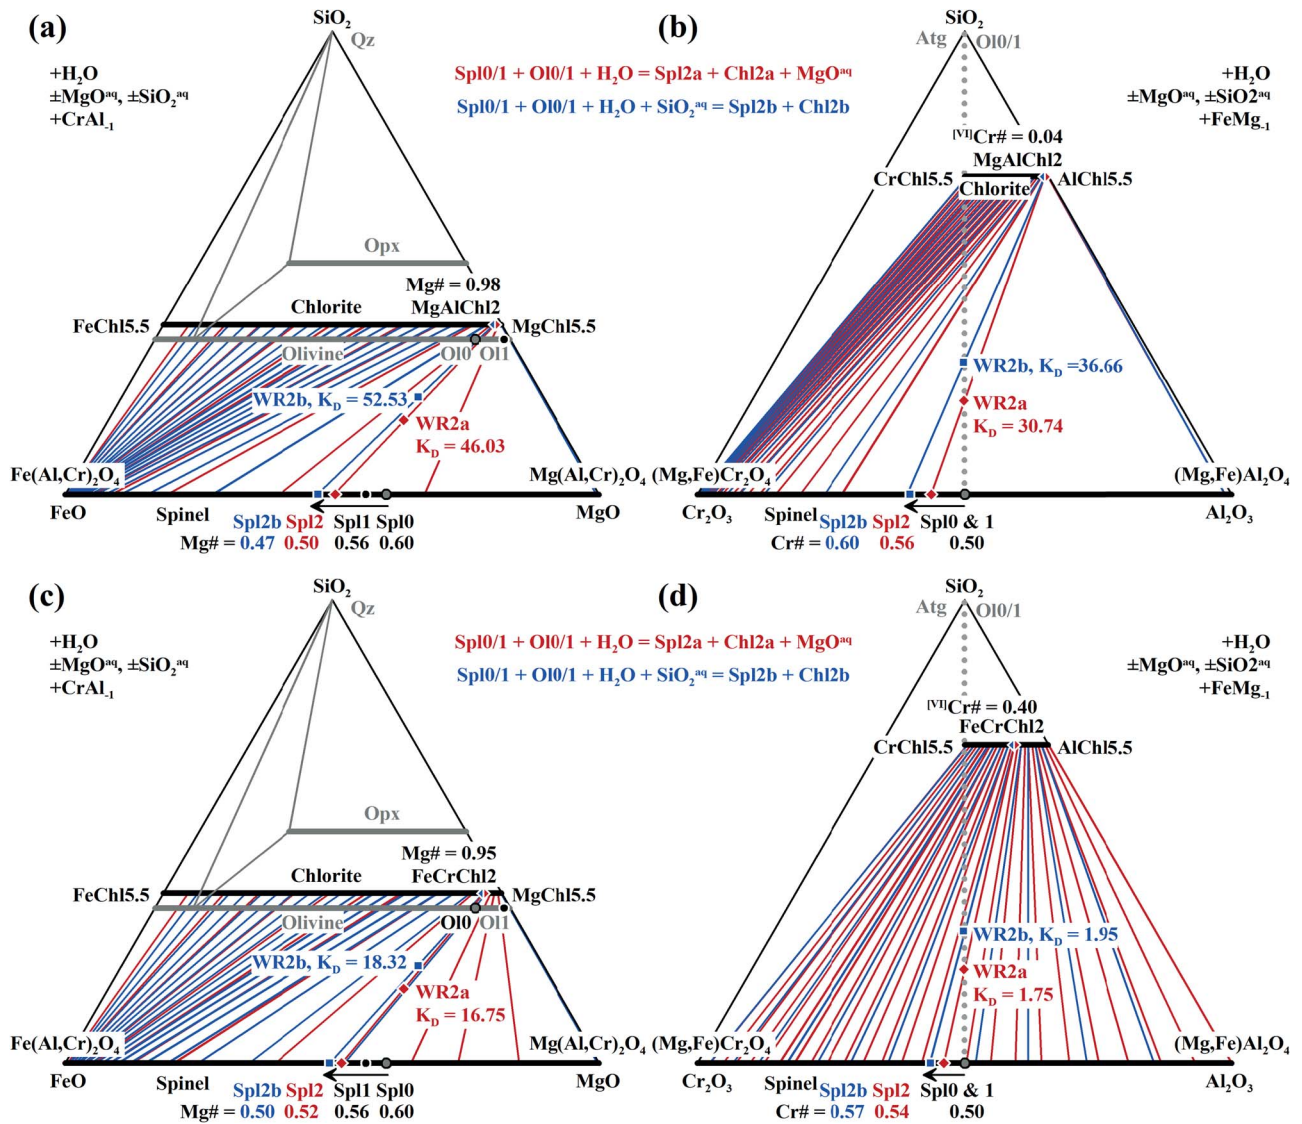 (a)
SiO₂
Qz
+H₂O
±MgOᵃq, ±SiO₂ᵃq
+CrAl₋₁
Spl0/1 + Ol0/1 + H₂O = Spl2a + Chl2a + MgOᵃq
Spl0/1 + Ol0/1 + H₂O + SiO₂ᵃq = Spl2b + Chl2b
Opx
Mg# = 0.98
Chlorite
MgAlChl2
FeChl5.5
MgChl5.5
Olivine
Ol0
Ol1
WR2b, K_D = 52.53
WR2a
K_D = 46.03
Fe(Al,Cr)₂O₄
Mg(Al,Cr)₂O₄
FeO
Spinel
MgO
Spl2b Spl2 Spl1 Spl0
Mg# = 0.47 0.50 0.56 0.60
(b)
SiO₂
Atg
Ol0/1
+H₂O
±MgOᵃq, ±SiO2ᵃq
+FeMg₋₁
[VI]Cr# = 0.04
MgAlChl2
CrChl5.5
AlChl5.5
Chlorite
WR2b, K_D =36.66
WR2a
K_D = 30.74
(Mg,Fe)Cr₂O₄
(Mg,Fe)Al₂O₄
Cr₂O₃
Spinel
Al₂O₃
Spl2b Spl2 Spl0 & 1
Cr# = 0.60 0.56 0.50
(c)
SiO₂
Qz
+H₂O
±MgOᵃq, ±SiO₂ᵃq
+CrAl₋₁
Spl0/1 + Ol0/1 + H₂O = Spl2a + Chl2a + MgOᵃq
Spl0/1 + Ol0/1 + H₂O + SiO₂ᵃq = Spl2b + Chl2b
Opx
Mg# = 0.95
Chlorite
FeCrChl2
FeChl5.5
MgChl5.5
Olivine
Ol0
Ol1
WR2b, K_D = 18.32
WR2a
K_D = 16.75
Fe(Al,Cr)₂O₄
Mg(Al,Cr)₂O₄
FeO
Spinel
MgO
Spl2b Spl2 Spl1 Spl0
Mg# = 0.50 0.52 0.56 0.60
(d)
SiO₂
Atg
Ol0/1
+H₂O
±MgOᵃq, ±SiO2ᵃq
+FeMg₋₁
[VI]Cr# = 0.40
FeCrChl2
CrChl5.5
AlChl5.5
WR2b, K_D = 1.95
WR2a
K_D = 1.75
(Mg,Fe)Cr₂O₄
(Mg,Fe)Al₂O₄
Cr₂O₃
Spinel
Al₂O₃
Spl2b Spl2 Spl0 & 1
Cr# = 0.57 0.54 0.50